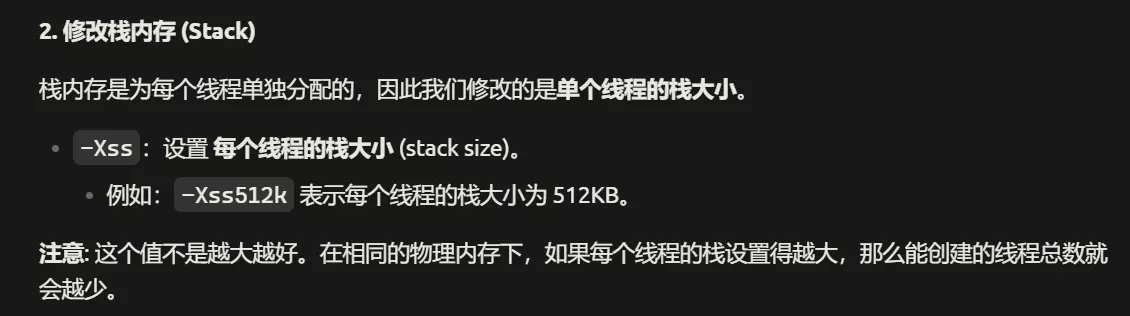 2. 修改栈内存 (Stack)
栈内存是为每个线程单独分配的，因此我们修改的是单个线程的栈大小。
-Xss：设置 每个线程的栈大小 (stack size)。
例如：-Xss512k 表示每个线程的栈大小为 512KB。
注意: 这个值不是越大越好。在相同的物理内存下，如果每个线程的栈设置得越大，那么能创建的线程总数就
会越少。